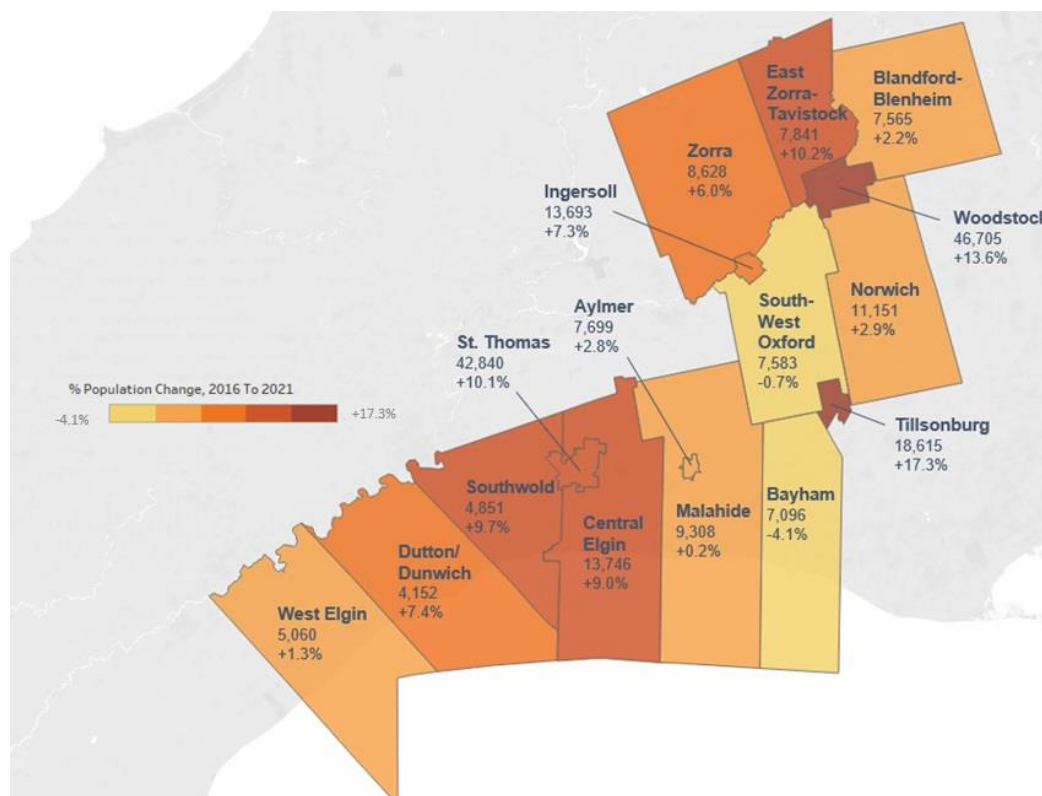 East
Zorra-
Tavistock
7,841
+10.2%
Blandford-
Blenheim
7,565
+2.2%
Zorra
8,628
+6.0%
Ingersoll
13,693
+7.3%
Woodstock
46,705
+13.6%
Norwich
11,151
+2.9%
South-
West
Oxford
7,583
-0.7%
Aylmer
7,699
+2.8%
St. Thomas
42,840
+10.1%
% Population Change, 2016 To 2021
-4.1%
+17.3%
Tillsonburg
18,615
+17.3%
Southwold
4,851
+9.7%
Central
Elgin
13,746
+9.0%
Malahide
9,308
+0.2%
Bayham
7,096
-4.1%
Dutton/
Dunwich
4,152
+7.4%
West Elgin
5,060
+1.3%